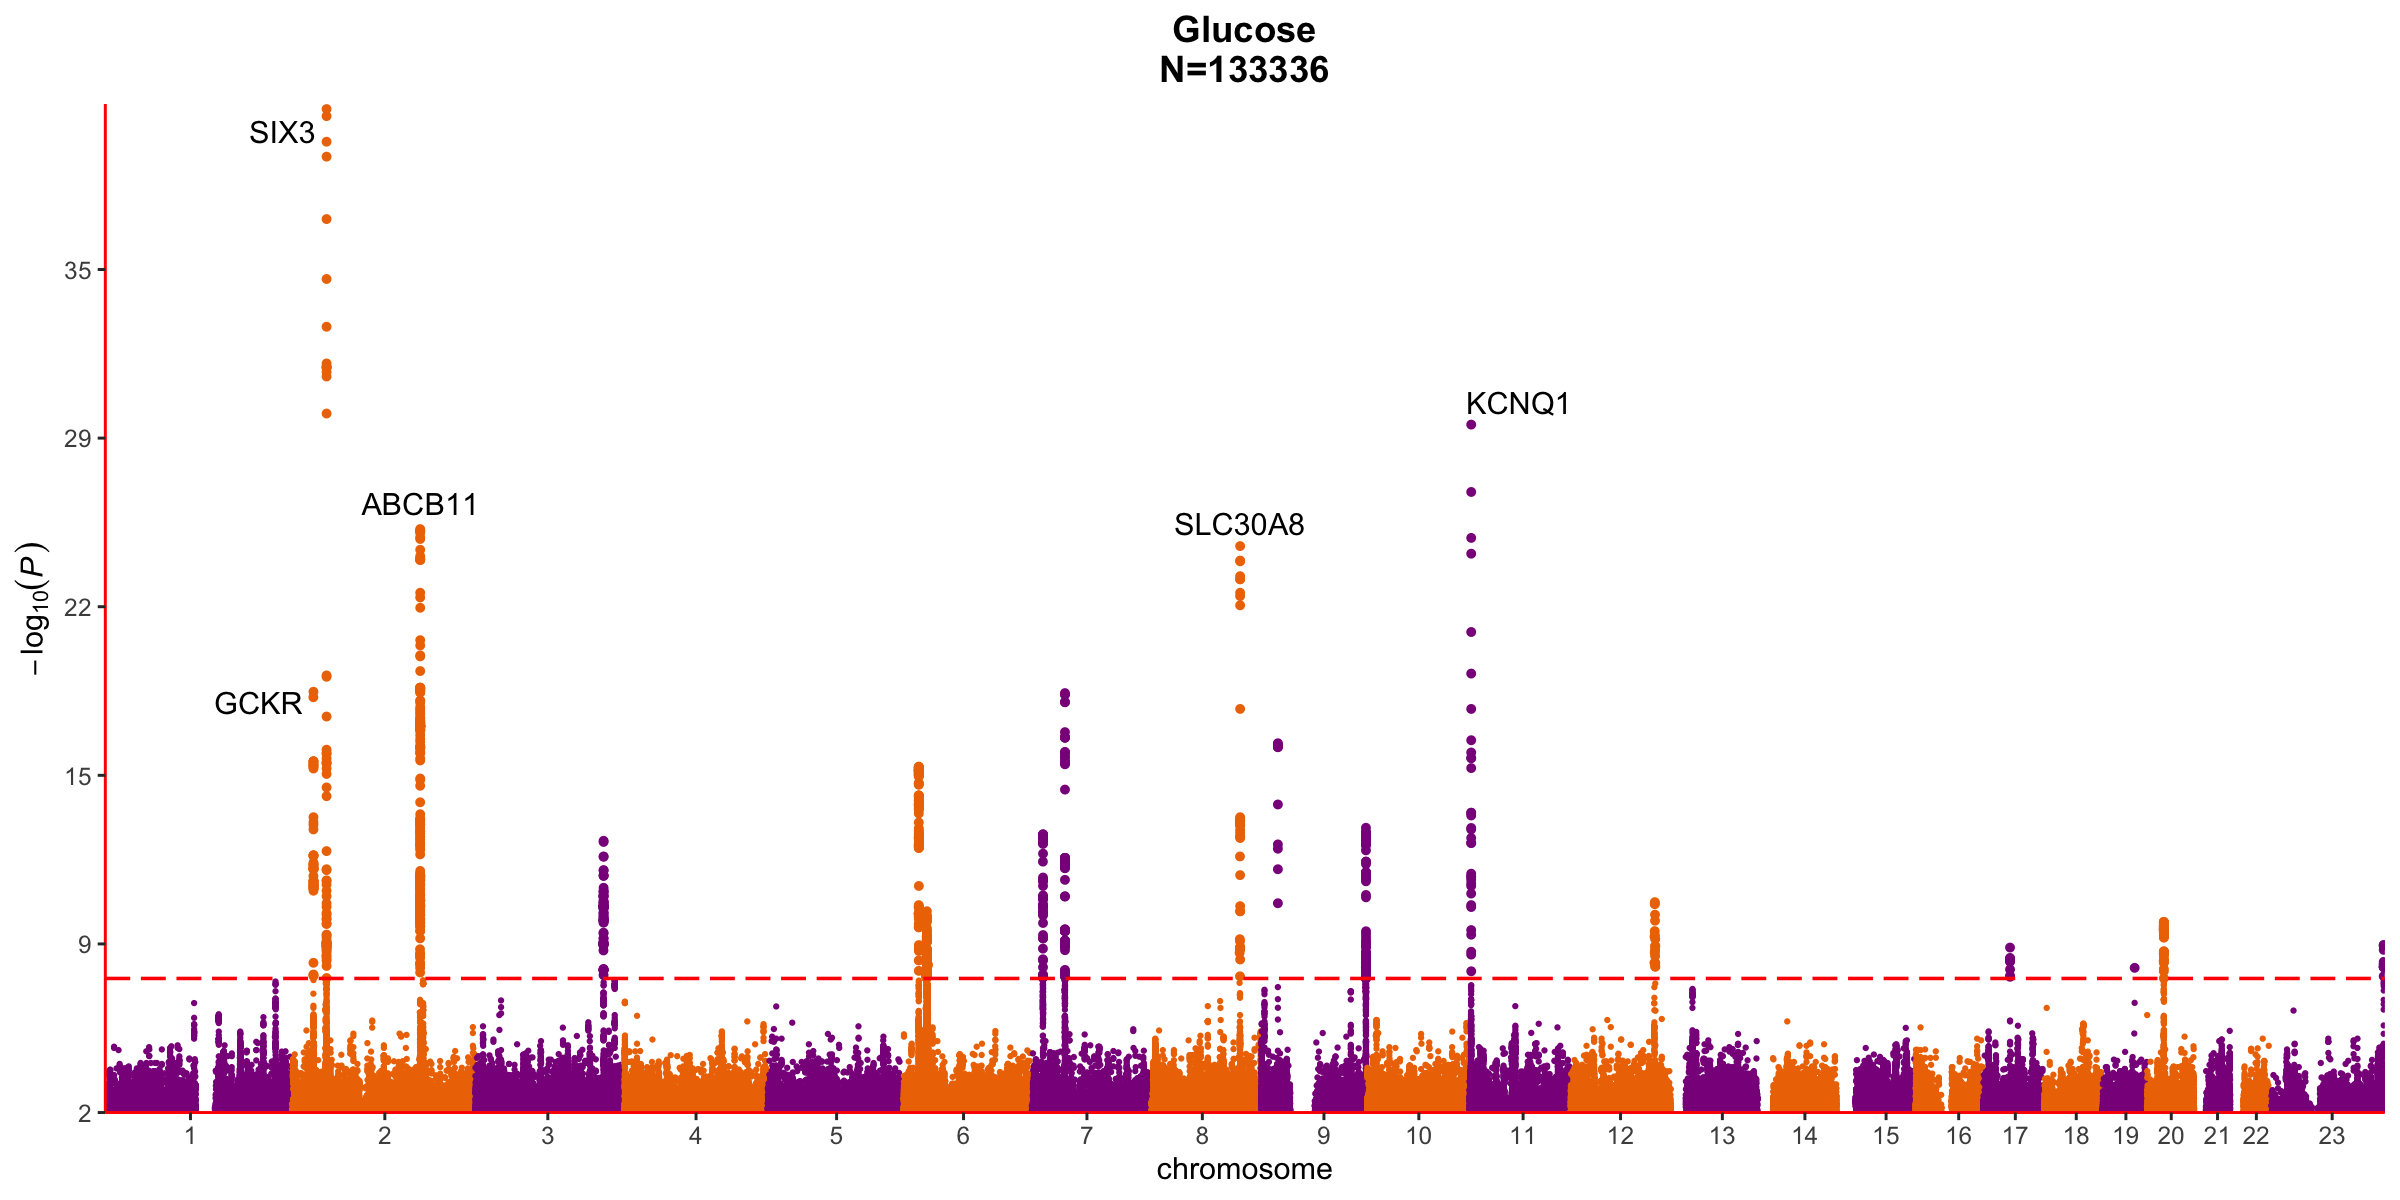 Glucose
N=133336
SIX3
35
KCNQ1
29
ABCB11
SLC30A8
22
GCKR
15
9
2
−log10(P)
1 2 3 4 5 6 7 8 9 10 11 12 13 14 15 16 17 18 19 20 21 22 23
chromosome